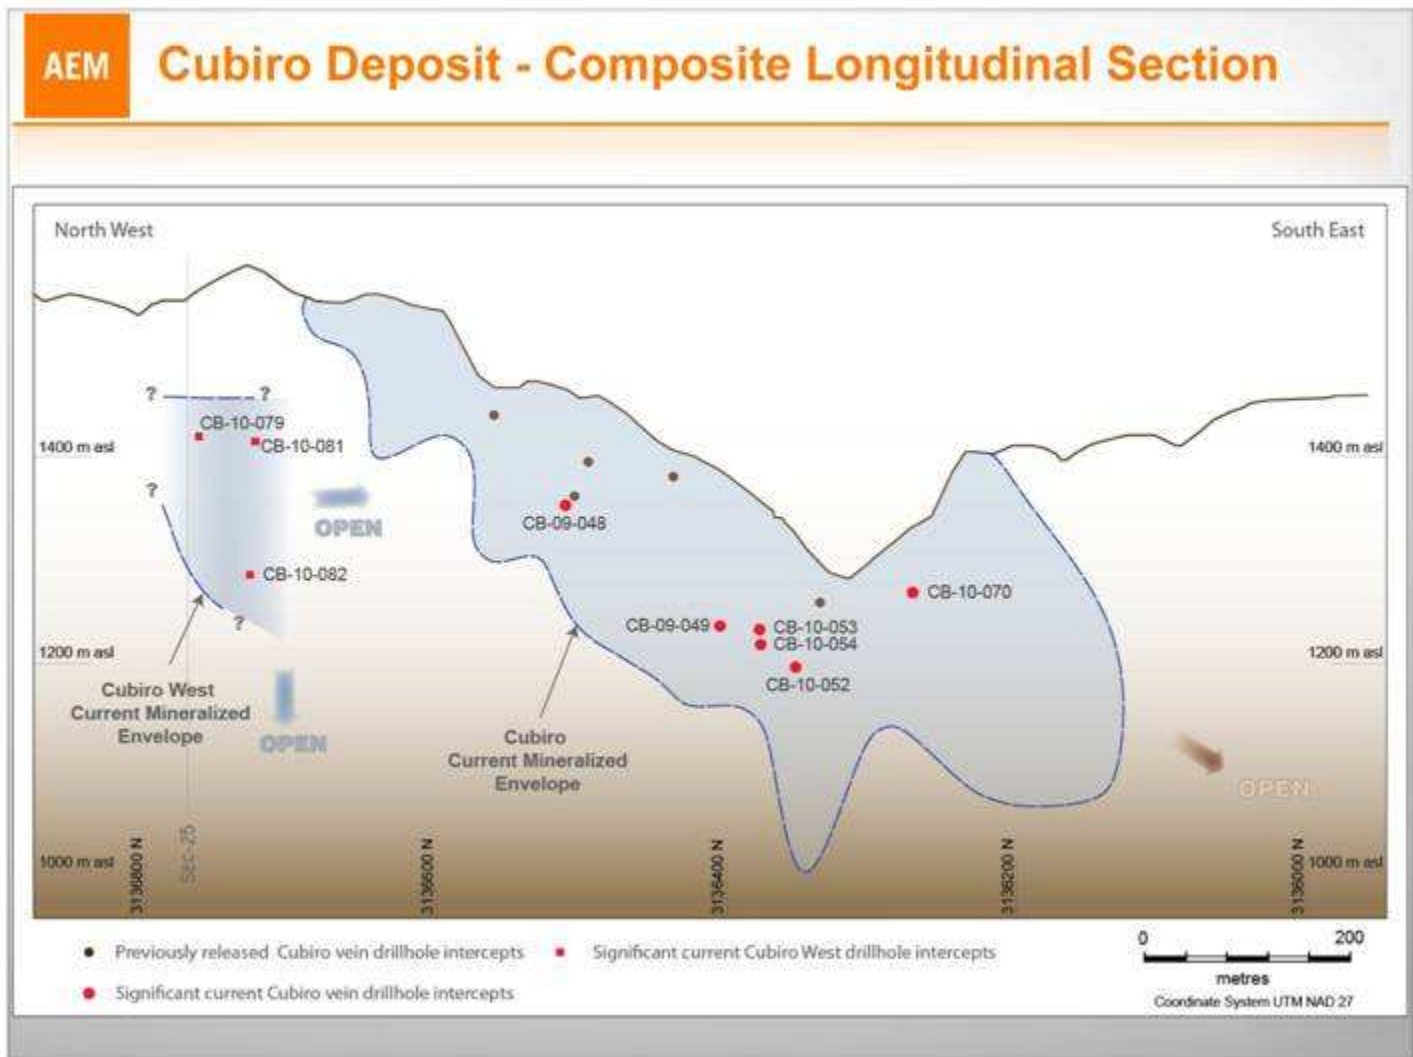 AEM
Cubiro Deposit - Composite Longitudinal Section
North West
South East
?
?
CB-10-079
CB-10-081
1400 m asl
1400 m asl
?
OPEN
CB-09-048
CB-10-082
CB-10-070
?
CB-09-049
CB-10-053
CB-10-054
1200 m asl
1200 m asl
CB-10-052
Cubiro West
Current Mineralized
Envelope
OPEN
Cubiro
Current Mineralized
Envelope
OPEN
1000 m asl
3136800 N
SEC-25
3136600 N
3136400 N
3136200 N
3136000 N
1000 m asl
Previously released Cubiro vein drillhole intercepts
Significant current Cubiro West drillhole intercepts
Significant current Cubiro vein drillhole intercepts
0 200
metres
Coordinate System UTM NAD 27